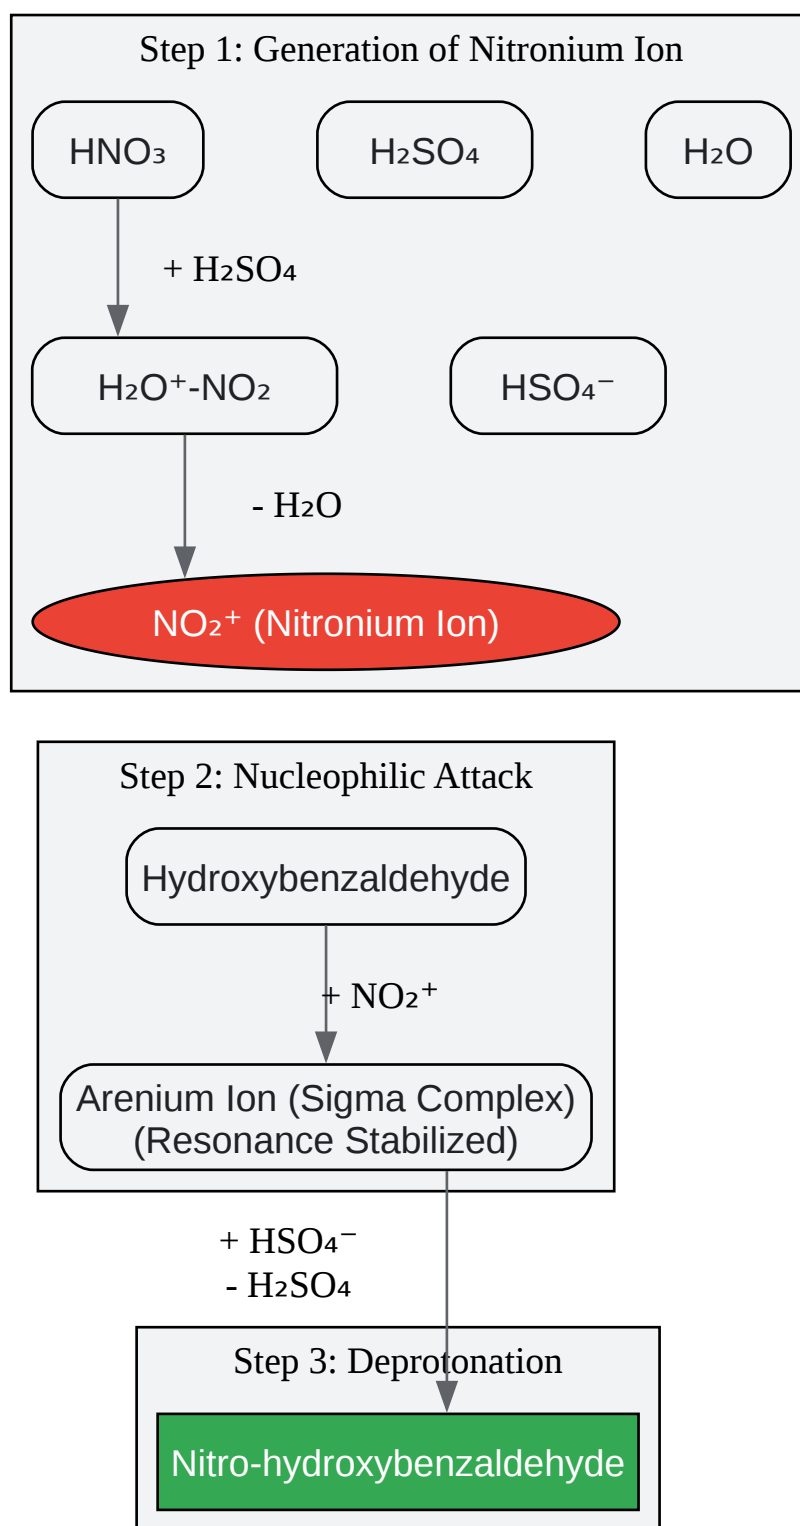 Step 1: Generation of Nitronium Ion
HNO₃
H₂SO₄
H₂O
+ H₂SO₄
H₂O⁺-NO₂
HSO₄⁻
- H₂O
NO₂⁺ (Nitronium Ion)
Step 2: Nucleophilic Attack
Hydroxybenzaldehyde
+ NO₂⁺
Arenium Ion (Sigma Complex)
(Resonance Stabilized)
+ HSO₄⁻
- H₂SO₄
Step 3: Deprotonation
Nitro-hydroxybenzaldehyde